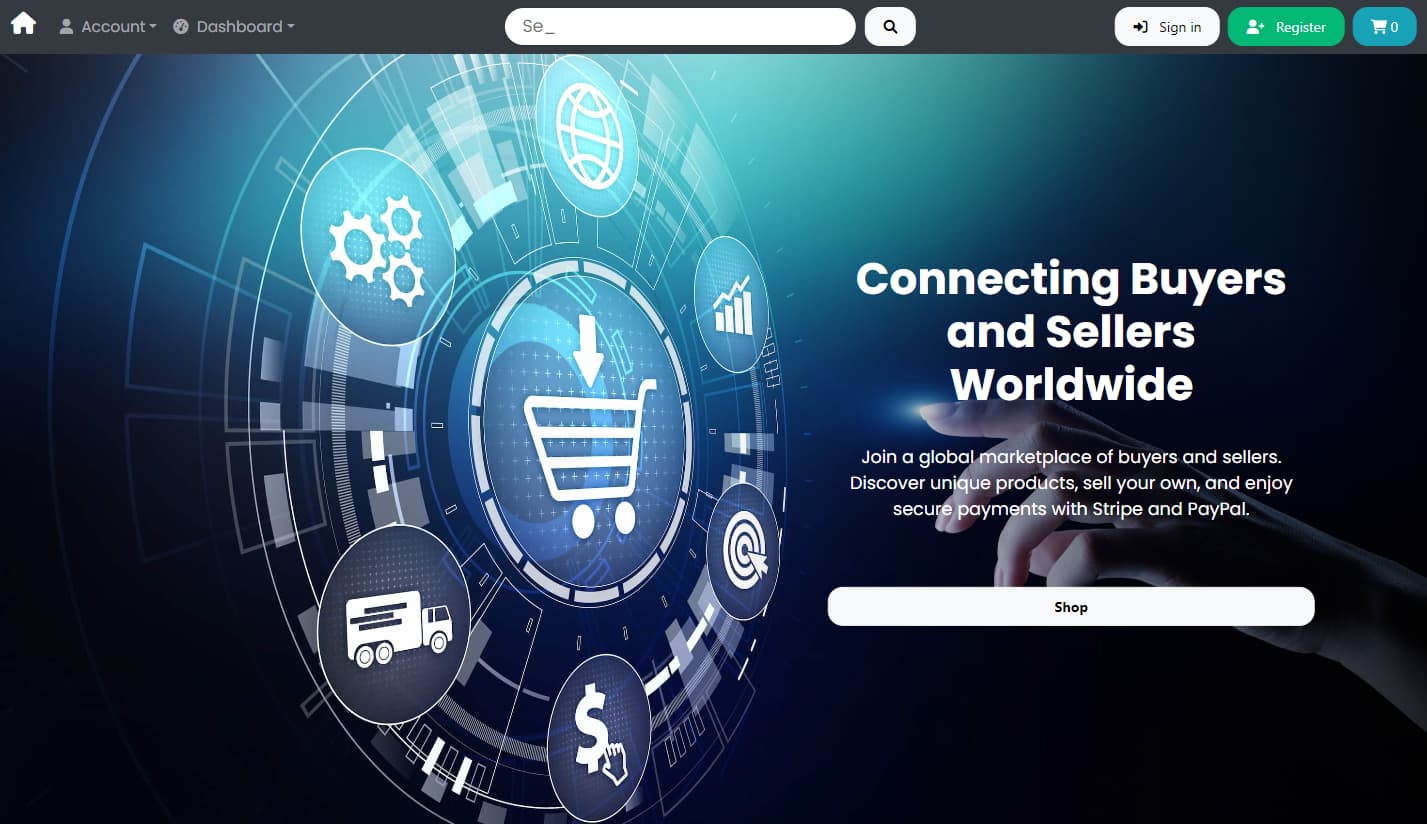 Account
Dashboard
Se_
Sign in
Register
0
Connecting Buyers
and Sellers
Worldwide
Join a global marketplace of buyers and sellers.
Discover unique products, sell your own, and enjoy
secure payments with Stripe and PayPal.
Shop
$